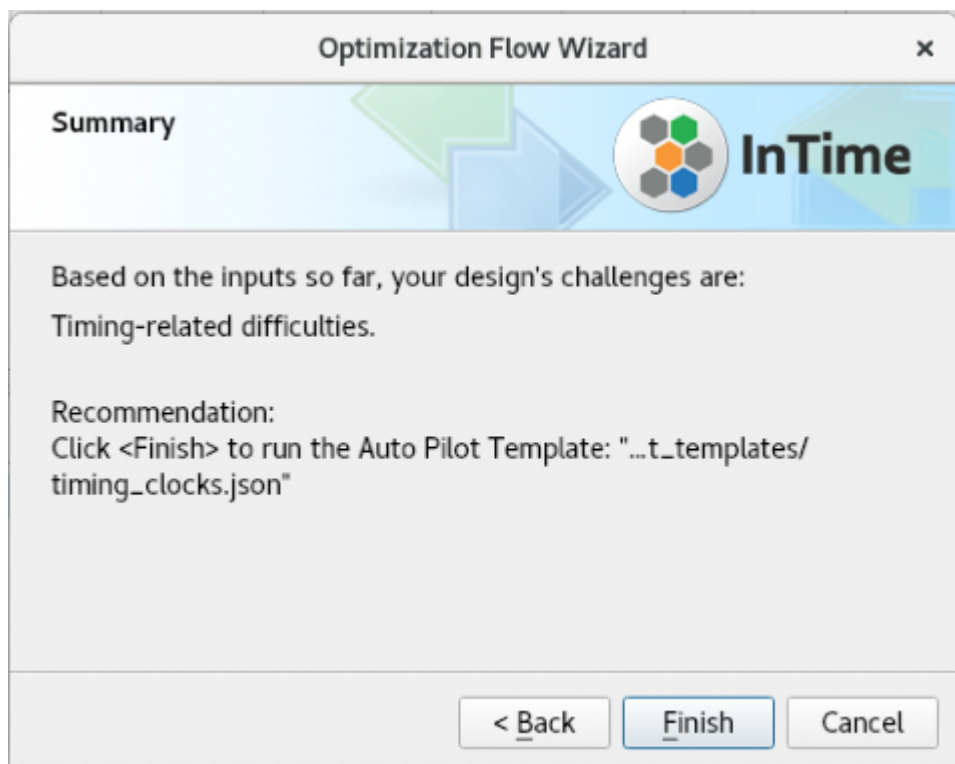 Optimization Flow Wizard
Summary
InTime
Based on the inputs so far, your design's challenges are:
Timing-related difficulties.
Recommendation:
Click <Finish> to run the Auto Pilot Template: "...t_templates/
timing_clocks.json"
< Back
Finish
Cancel